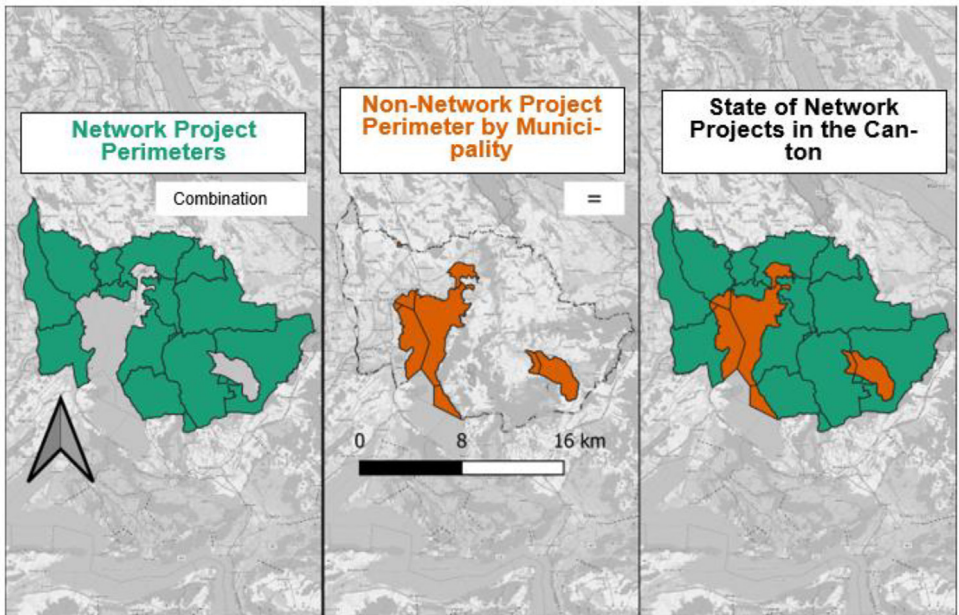 Network Project
Perimeters
Combination
Non-Network Project
Perimeter by Munici-
pality
=
0 8 16 km
State of Network
Projects in the Can-
ton